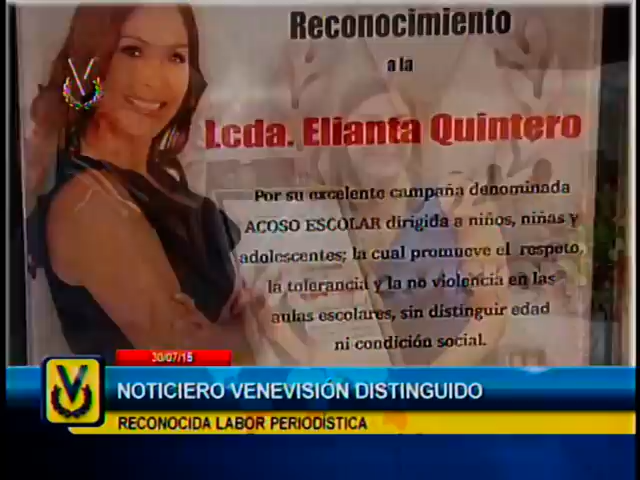 Reconocimiento
a la
Lcda. Elianta Quintero
Por su excelente campaña denominada
ACOSO ESCOLAR dirigida a niños, niñas y
adolescentes; la cual promueve el respeto,
la tolerancia y la no violencia en las
aulas escolares, sin distinguir edad
ni condición social.
30/07/15
NOTICIERO VENEVISIÓN DISTINGUIDO
RECONOCIDA LABOR PERIODÍSTICA